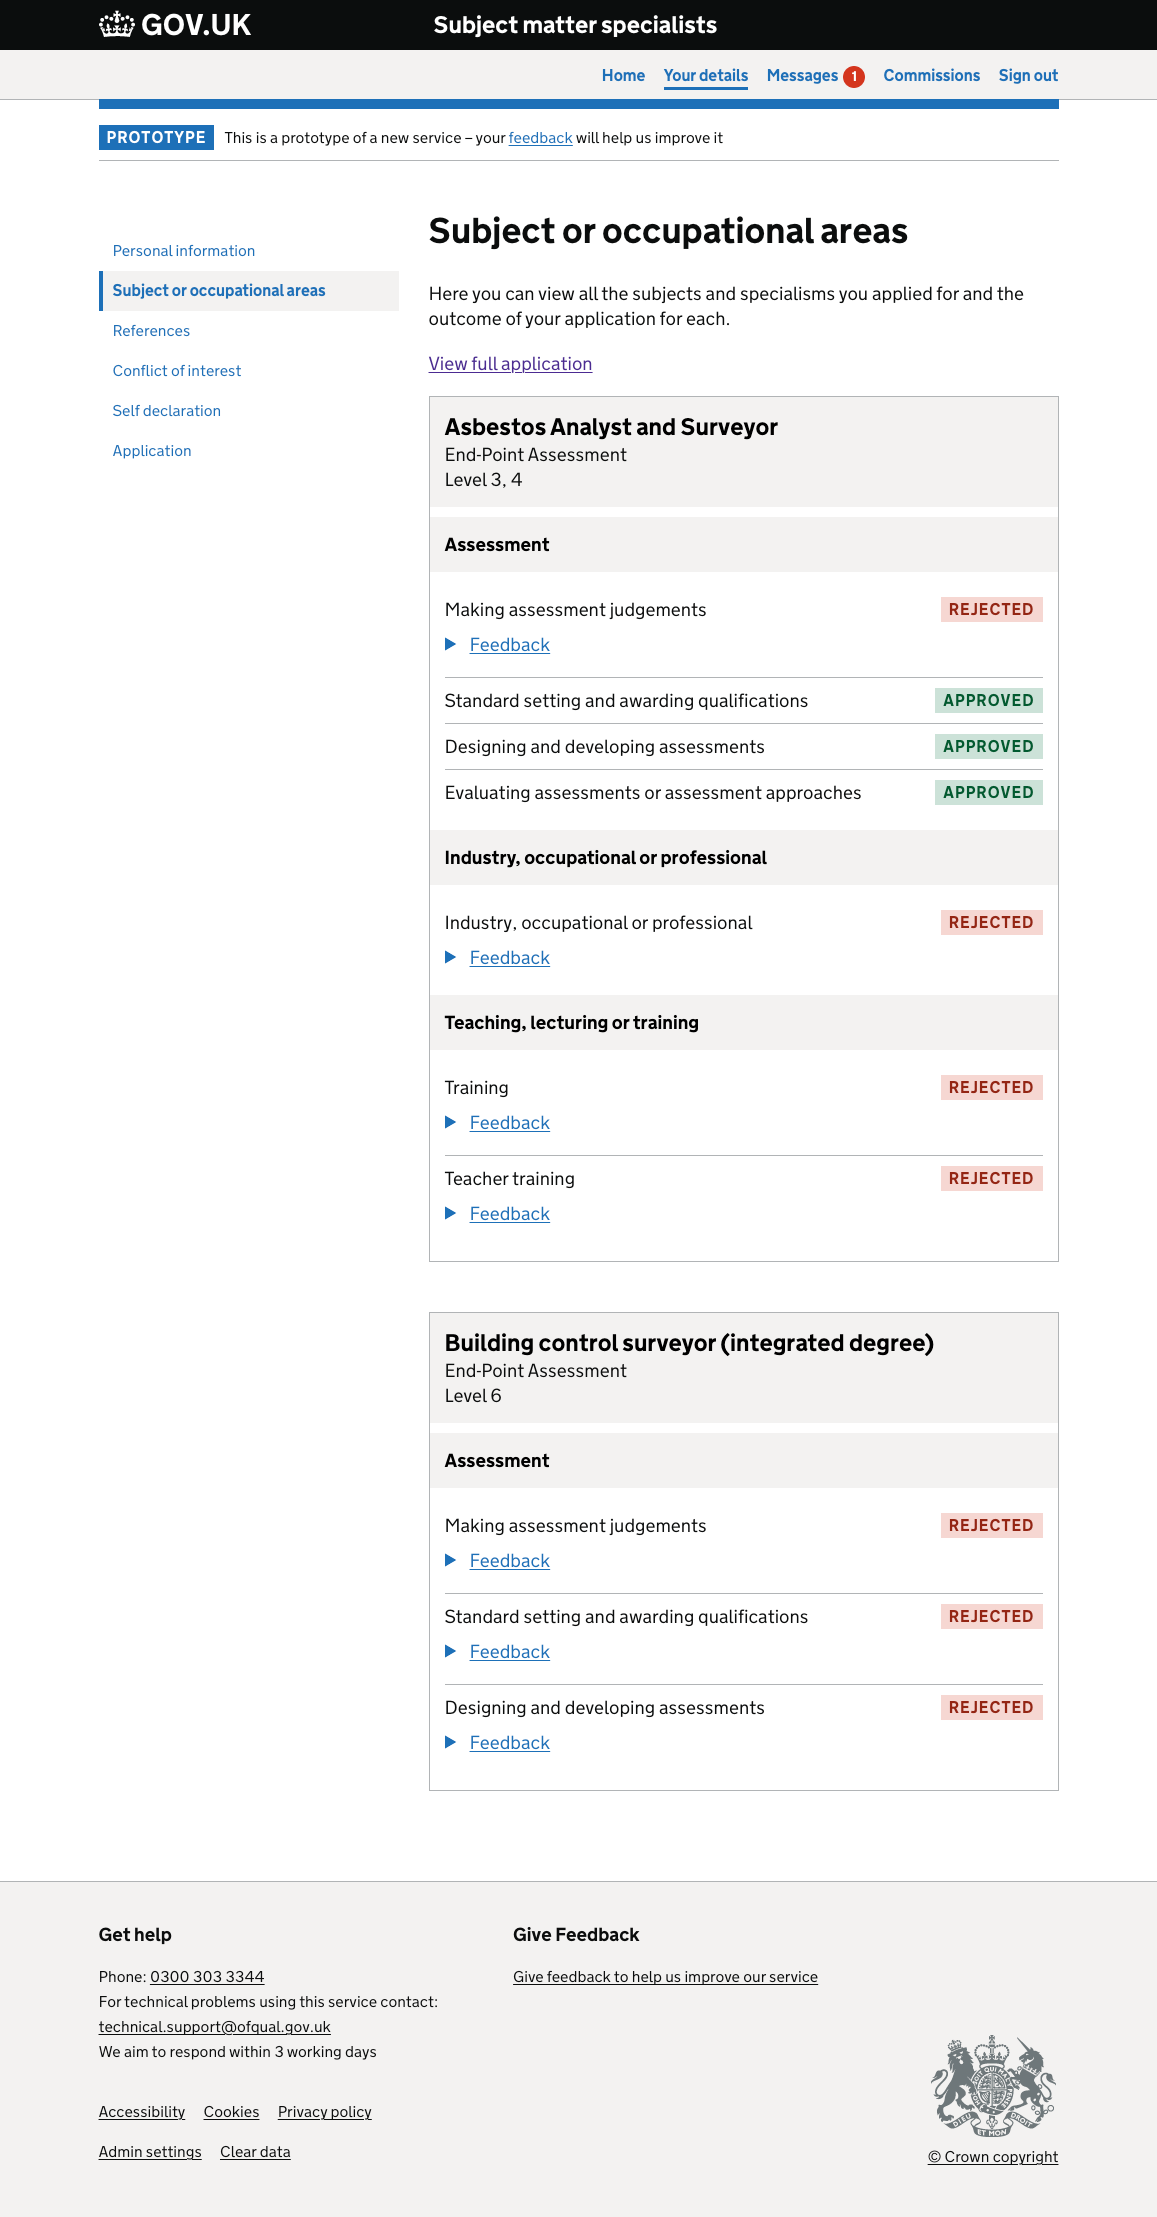 GOV.UK
Subject matter specialists
Home Your details Messages 1 Commissions Sign out
PROTOTYPE This is a prototype of a new service – your feedback will help us improve it
Personal information
Subject or occupational areas
References
Conflict of interest
Self declaration
Application
Subject or occupational areas
Here you can view all the subjects and specialisms you applied for and the
outcome of your application for each.
View full application
Asbestos Analyst and Surveyor
End-Point Assessment
Level 3, 4
Assessment
Making assessment judgements REJECTED
Feedback
Standard setting and awarding qualifications APPROVED
Designing and developing assessments APPROVED
Evaluating assessments or assessment approaches APPROVED
Industry, occupational or professional
Industry, occupational or professional REJECTED
Feedback
Teaching, lecturing or training
Training REJECTED
Feedback
Teacher training REJECTED
Feedback
Building control surveyor (integrated degree)
End-Point Assessment
Level 6
Assessment
Making assessment judgements REJECTED
Feedback
Standard setting and awarding qualifications REJECTED
Feedback
Designing and developing assessments REJECTED
Feedback
Get help
Phone: 0300 303 3344
For technical problems using this service contact:
technical.support@ofqual.gov.uk
We aim to respond within 3 working days
Accessibility Cookies Privacy policy
Admin settings Clear data
Give Feedback
Give feedback to help us improve our service
DIEU ET MON DROIT
© Crown copyright